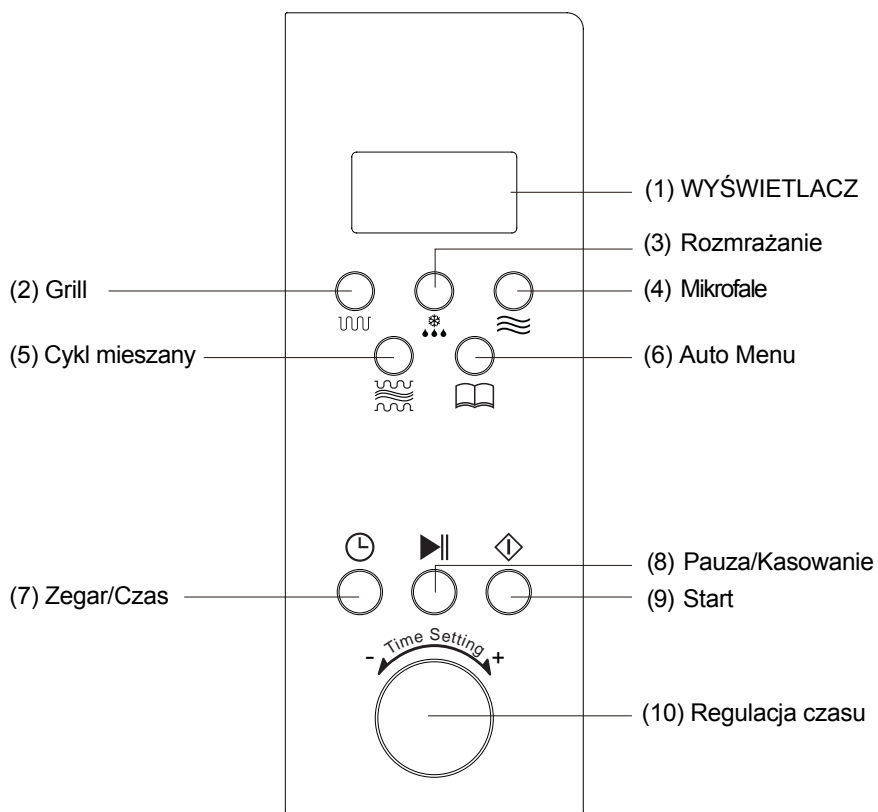 (1) WYŚWIETLACZ
(3) Rozmrażanie
(2) Grill
(4) Mikrofale
(5) Cykl mieszany
(6) Auto Menu
(8) Pauza/Kasowanie
(7) Zegar/Czas
(9) Start
- Time Setting +
(10) Regulacja czasu